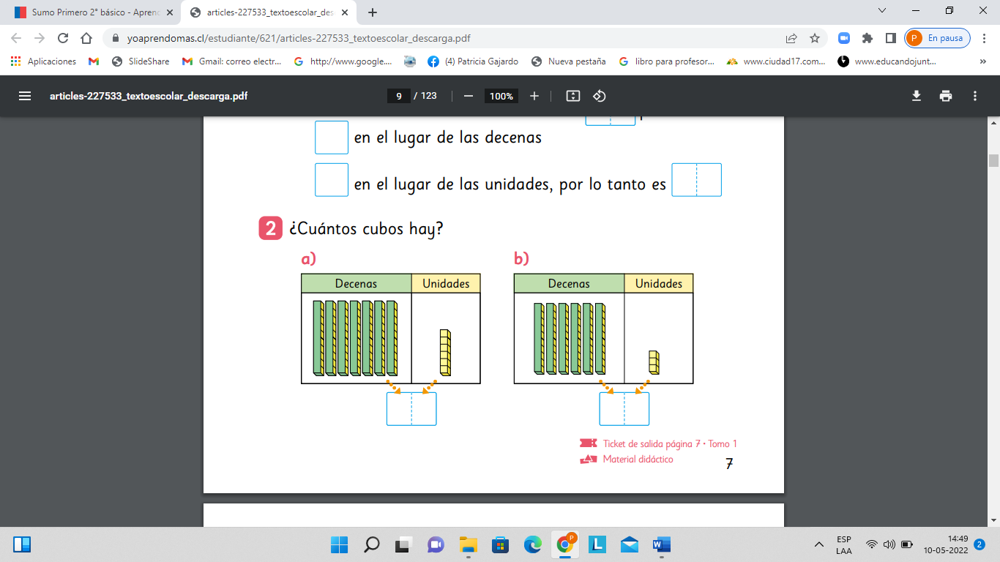 Sumo Primero 2° básico - Aprend
articles-227533_textoescolar_des
yoaprendomas.cl/estudiante/621/articles-227533_textoescolar_descarga.pdf
P
En pausa
Aplicaciones
SlideShare
Gmail: correo electr...
http://www.google....
(4) Patricia Gajardo
Nueva pestaña
libro para profesor...
www.ciudad17.com...
www.educandojunt...
»
articles-227533_textoescolar_descarga.pdf
9 / 123
100%
en el lugar de las decenas
en el lugar de las unidades, por lo tanto es
2 ¿Cuántos cubos hay?
a)
b)
Decenas Unidades
Decenas Unidades
Ticket de salida página 7 • Tomo 1
Material didáctico
7
P
L
W
ESP
LAA
14:49
10-05-2022
2